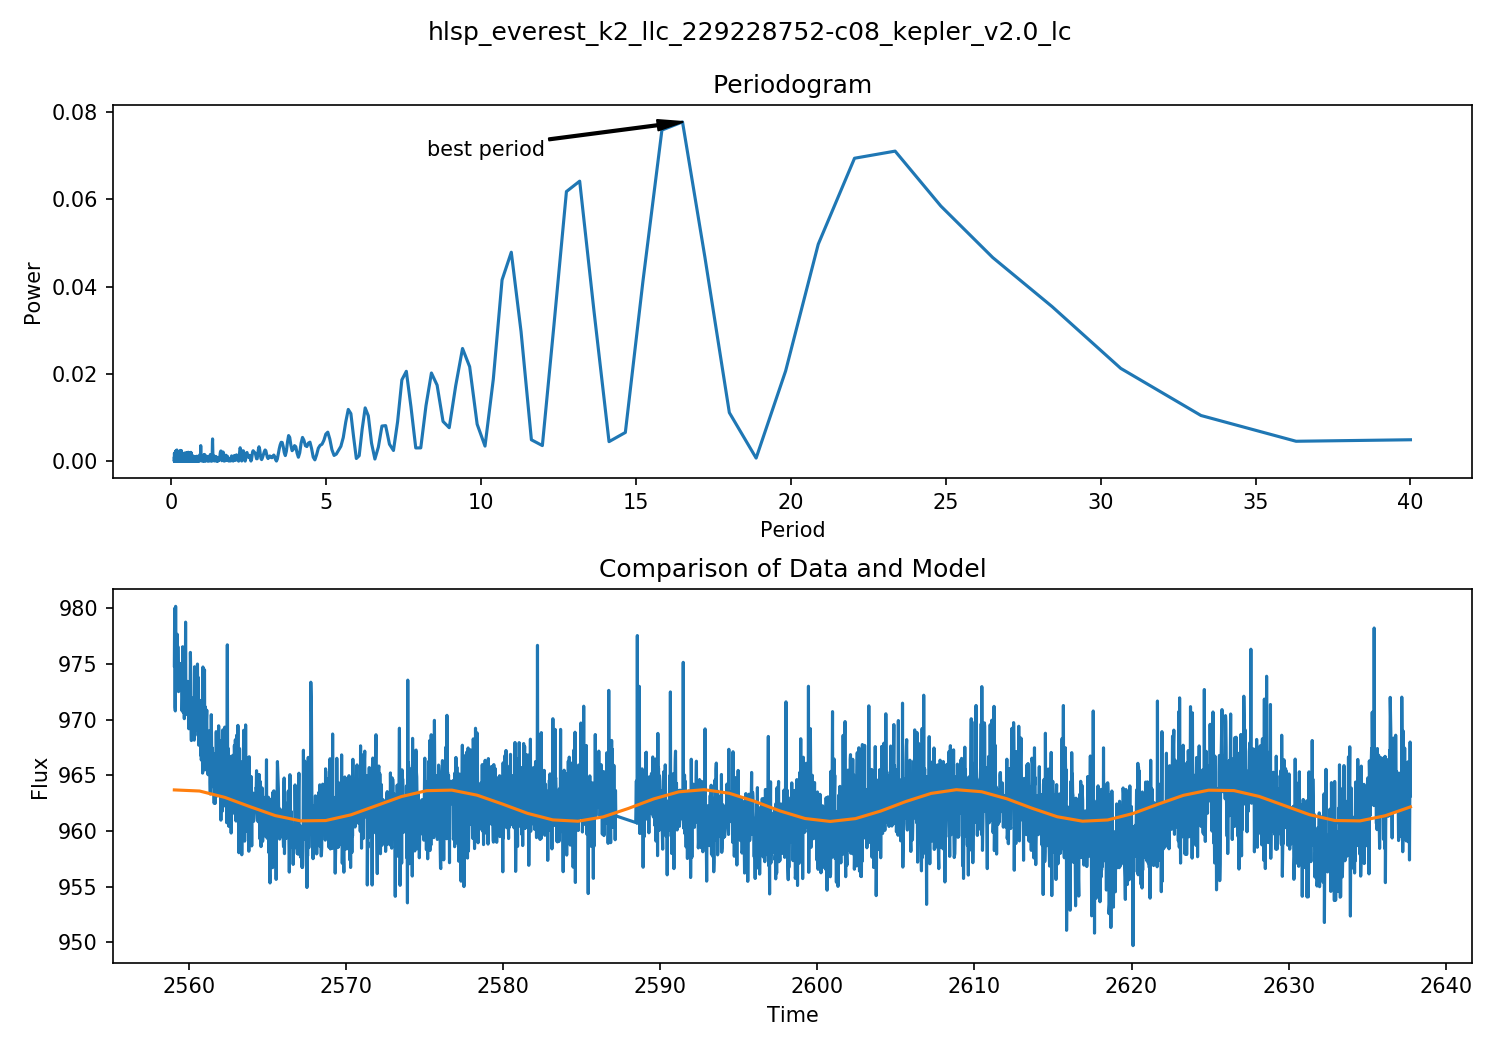 hlsp_everest_k2_llc_229228752-c08_kepler_v2.0_lc
Periodogram
0.08
0.06
0.04
0.02
0.00
Power
best period
0 5 10 15 20 25 30 35 40
Period
Comparison of Data and Model
980
975
970
965
960
955
950
Flux
2560 2570 2580 2590 2600 2610 2620 2630 2640
Time